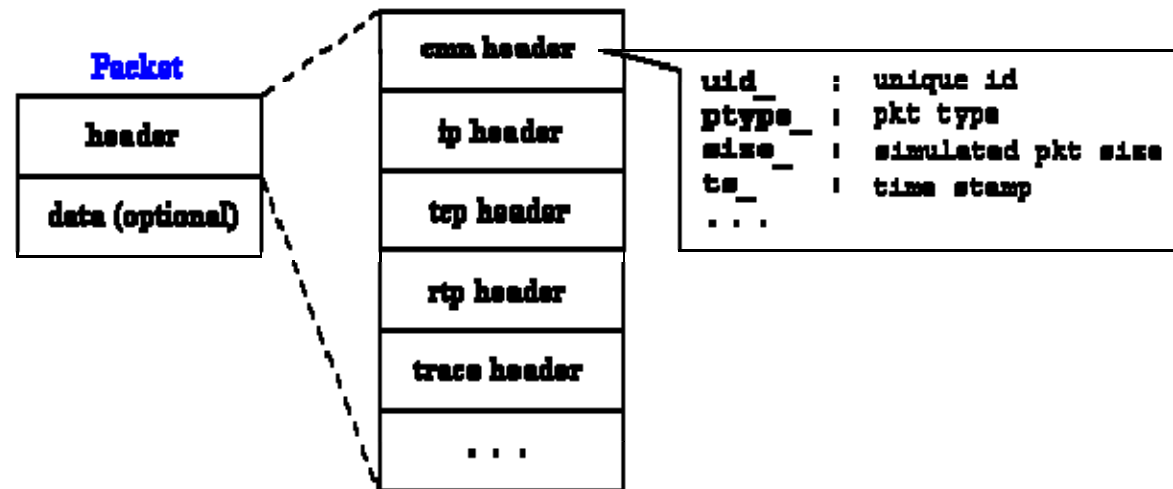 Packet
header
data (optional)
cmn header
ip header
tcp header
rtp header
trace header
. . .
uid_ : unique id
ptype_ : pkt type
size_ : simulated pkt size
ts_ : time stamp
. . .